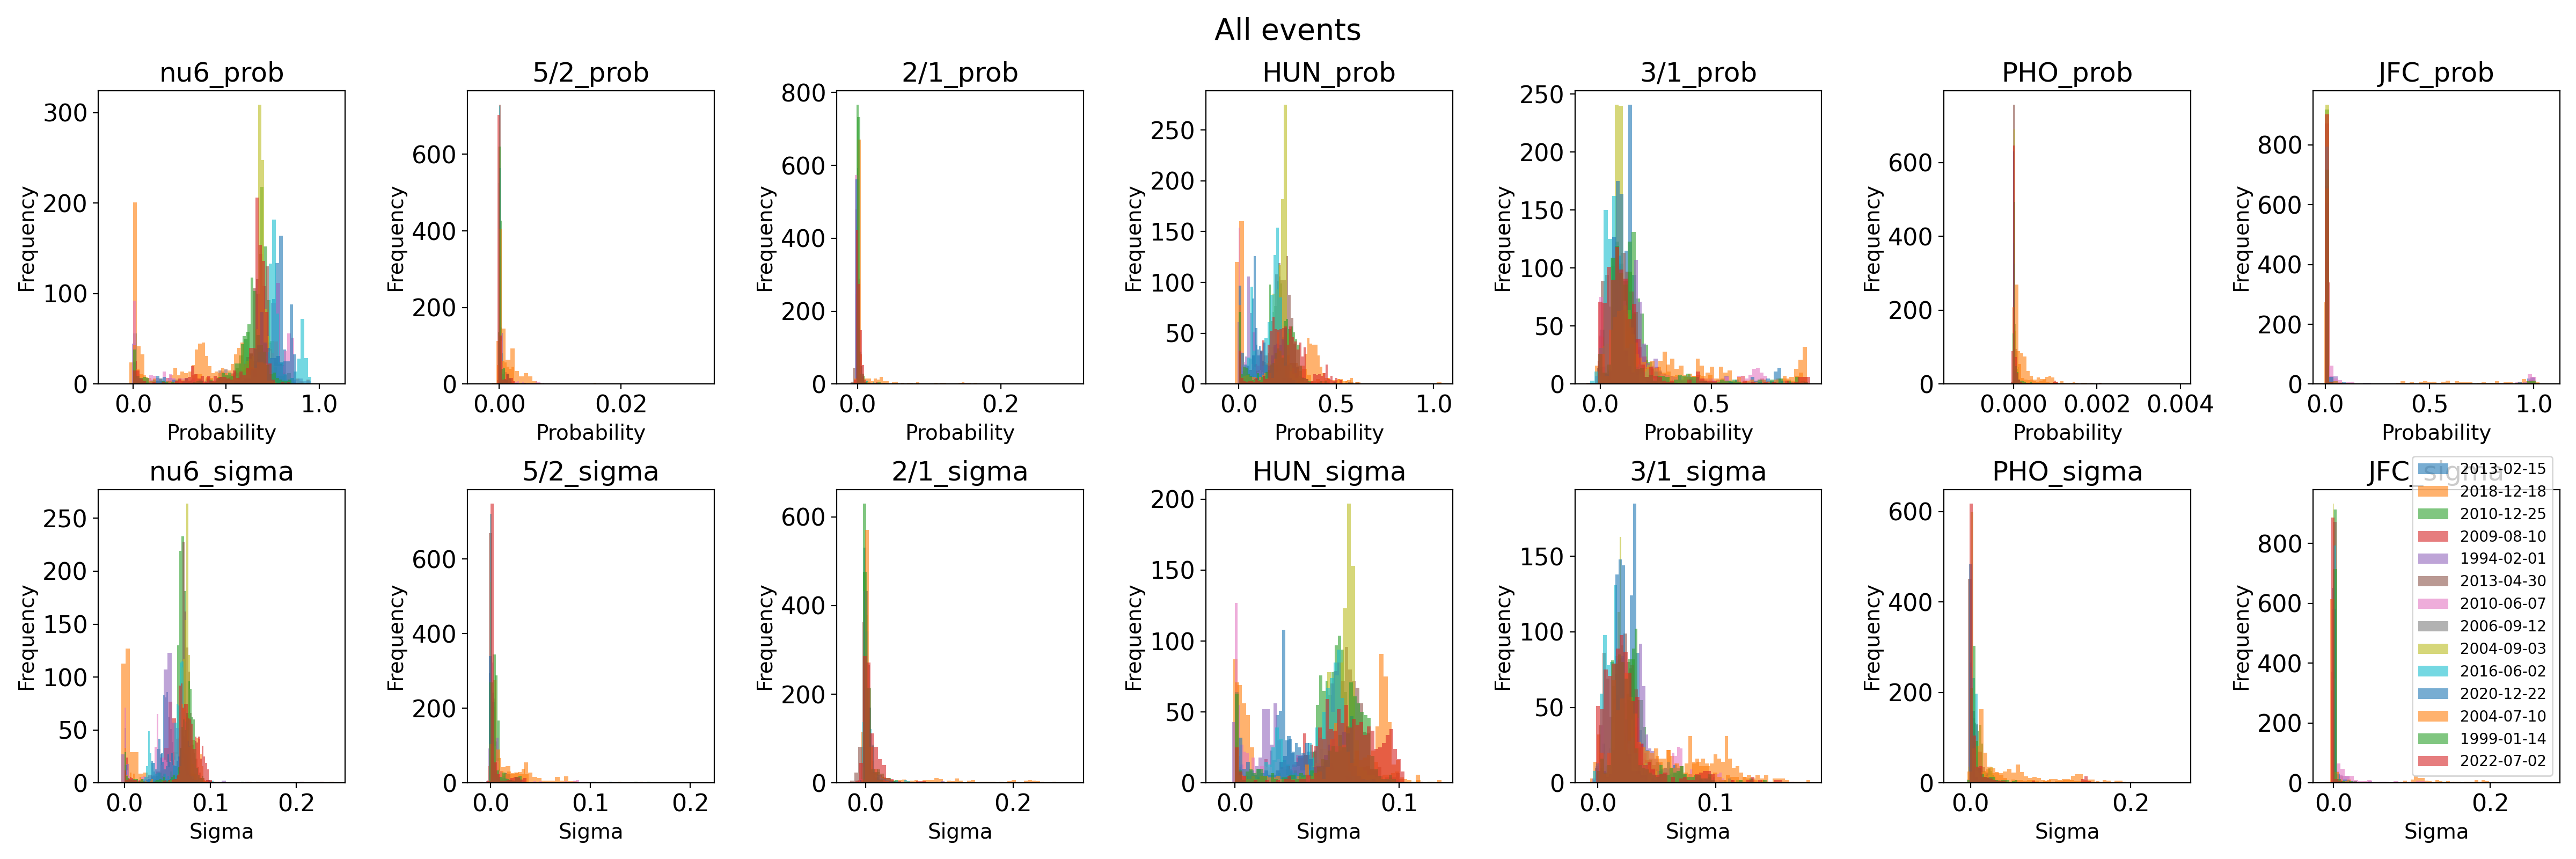 All events
nu6_prob
5/2_prob
2/1_prob
HUN_prob
3/1_prob
PHO_prob
JFC_prob
Frequency
300
200
100
0
0.0 0.5 1.0
Probability
Frequency
600
400
200
0
0.00 0.02
Probability
Frequency
800
600
400
200
0
0.0 0.2
Probability
Frequency
250
200
150
100
50
0
0.0 0.5 1.0
Probability
Frequency
250
200
150
100
50
0
0.0 0.5
Probability
Frequency
600
400
200
0
0.000 0.002 0.004
Probability
Frequency
800
600
400
200
0
0.0 0.5 1.0
Probability
nu6_sigma
5/2_sigma
2/1_sigma
HUN_sigma
3/1_sigma
PHO_sigma
JFC_sigma
Frequency
250
200
150
100
50
0
0.0 0.1 0.2
Sigma
Frequency
600
400
200
0
0.0 0.1 0.2
Sigma
Frequency
600
400
200
0
0.0 0.2
Sigma
Frequency
200
150
100
50
0
0.0 0.1
Sigma
Frequency
150
100
50
0
0.0 0.1
Sigma
Frequency
600
400
200
0
0.0 0.2
Sigma
Frequency
800
600
400
200
0
0.0 0.2
Sigma
2013-02-15
2018-12-18
2010-12-25
2009-08-10
1994-02-01
2013-04-30
2010-06-07
2006-09-12
2004-09-03
2016-06-02
2020-12-22
2004-07-10
1999-01-14
2022-07-02